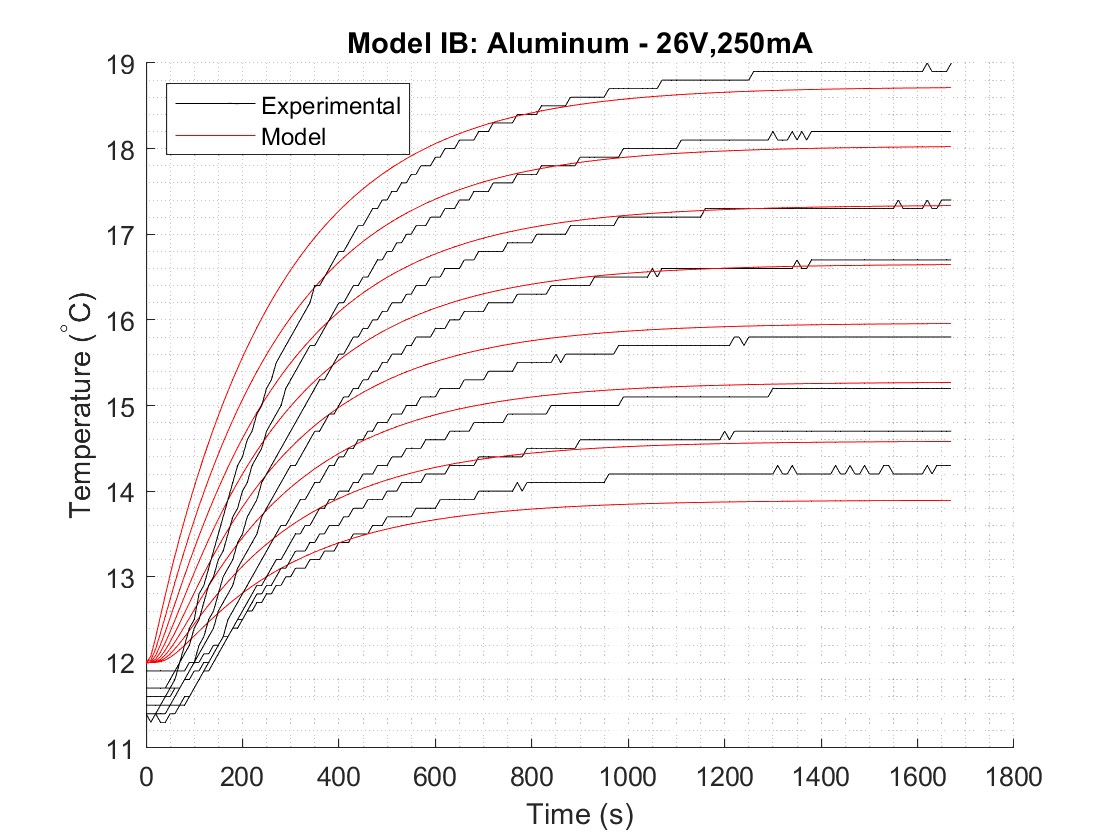 Model IB: Aluminum - 26V,250mA
Experimental
Model
Temperature (°C)
19
18
17
16
15
14
13
12
11
0 200 400 600 800 1000 1200 1400 1600 1800
Time (s)